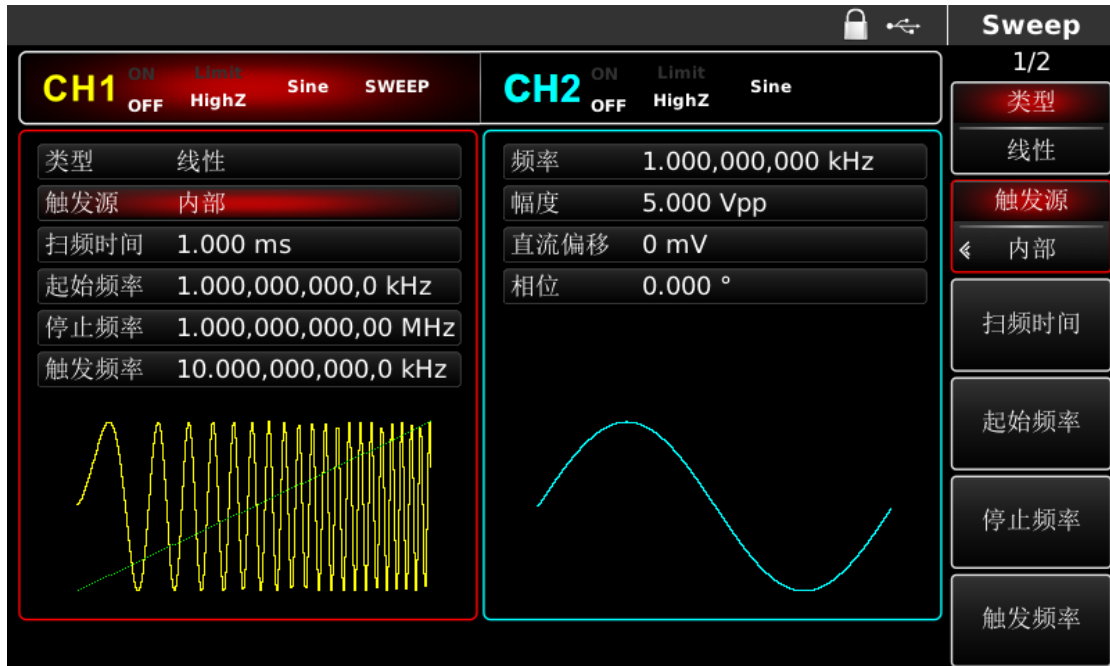 Sweep
1/2
CH1 ON OFF Limit HighZ Sine SWEEP
CH2 ON OFF Limit HighZ Sine
类型 线性
触发源 内部
扫频时间 1.000 ms
起始频率 1.000,000,000,0 kHz
停止频率 1.000,000,000,00 MHz
触发频率 10.000,000,000,0 kHz
频率 1.000,000,000 kHz
幅度 5.000 Vpp
直流偏移 0 mV
相位 0.000 °
类型
线性
触发源
内部
扫频时间
起始频率
停止频率
触发频率